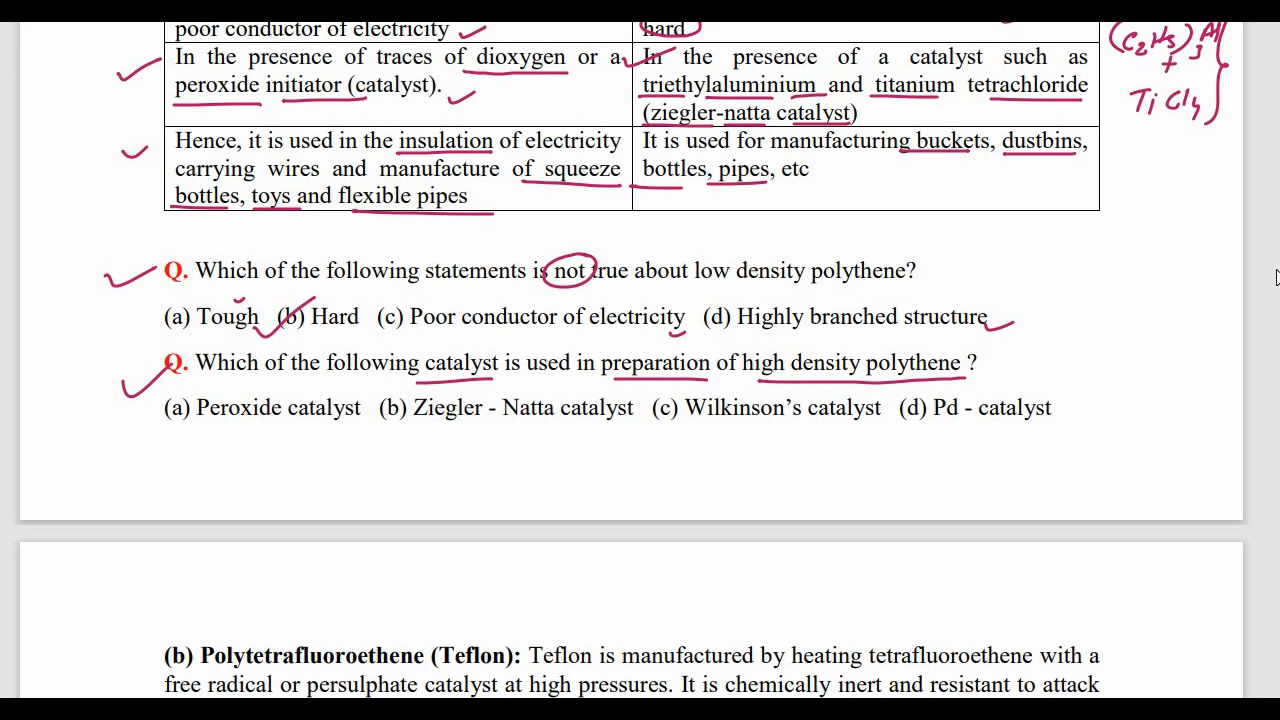 poor conductor of electricity
hard
In the presence of traces of dioxygen or a
peroxide initiator (catalyst).
In the presence of a catalyst such as
triethylaluminium and titanium tetrachloride
(ziegler-natta catalyst)
Hence, it is used in the insulation of electricity
carrying wires and manufacture of squeeze
bottles, toys and flexible pipes
It is used for manufacturing buckets, dustbins,
bottles, pipes, etc
(C2H5)3Al
+
TiCl4
Q. Which of the following statements is not true about low density polythene?
(a) Tough (b) Hard (c) Poor conductor of electricity (d) Highly branched structure
Q. Which of the following catalyst is used in preparation of high density polythene ?
(a) Peroxide catalyst (b) Ziegler - Natta catalyst (c) Wilkinson’s catalyst (d) Pd - catalyst
(b) Polytetrafluoroethene (Teflon): Teflon is manufactured by heating tetrafluoroethene with a
free radical or persulphate catalyst at high pressures. It is chemically inert and resistant to attack